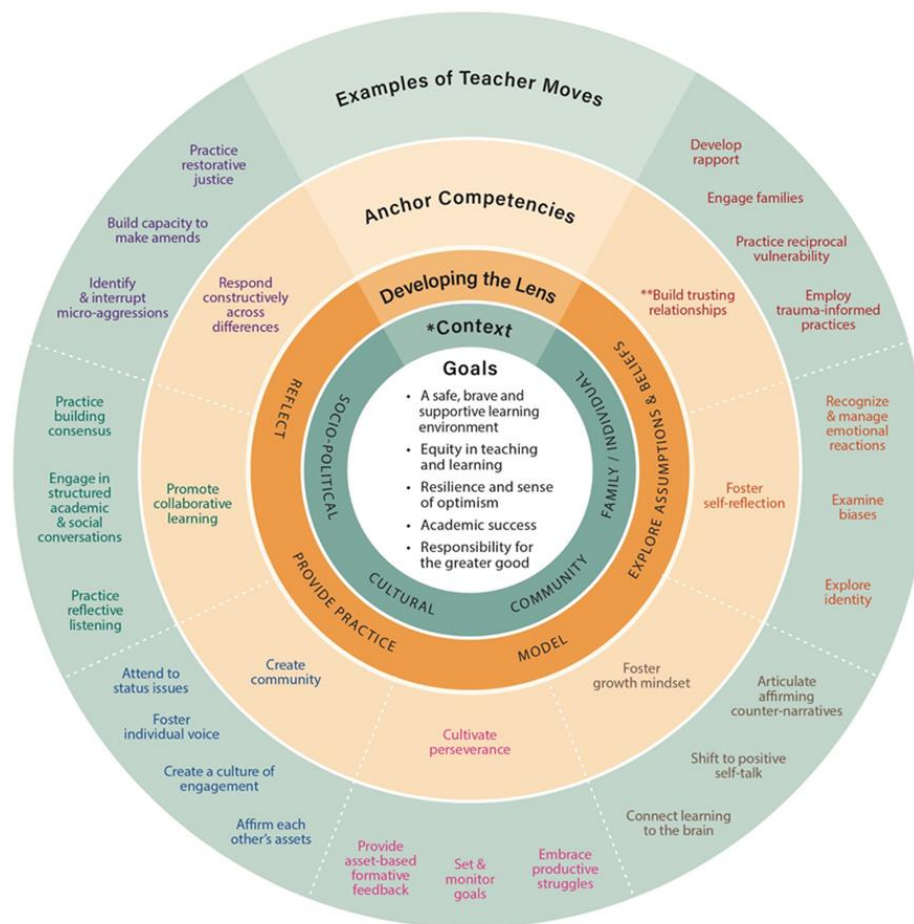 Examples of Teacher Moves
Anchor Competencies
Developing the Lens
*Context
Goals
• A safe, brave and
supportive learning
environment
• Equity in teaching
and learning
• Resilience and sense
of optimism
• Academic success
• Responsibility for
the greater good
SOCIO-POLITICAL
CULTURAL
COMMUNITY
FAMILY / INDIVIDUAL
REFLECT
PROVIDE PRACTICE
MODEL
EXPLORE ASSUMPTIONS & BELIEFS
**Build trusting
relationships
Develop
rapport
Engage families
Practice reciprocal
vulnerability
Employ
trauma-informed
practices
Foster
self-reflection
Recognize
& manage
emotional
reactions
Examine
biases
Explore
identity
Foster
growth mindset
Articulate
affirming
counter-narratives
Shift to positive
self-talk
Connect learning
to the brain
Cultivate
perseverance
Embrace
productive
struggles
Set &
monitor
goals
Provide
asset-based
formative
feedback
Create
community
Affirm each
other's assets
Create a culture of
engagement
Foster
individual voice
Attend to
status issues
Promote
collaborative
learning
Practice
reflective
listening
Engage in
structured
academic
& social
conversations
Practice
building
consensus
Respond
constructively
across
differences
Identify
& interrupt
micro-aggressions
Build capacity to
make amends
Practice
restorative
justice